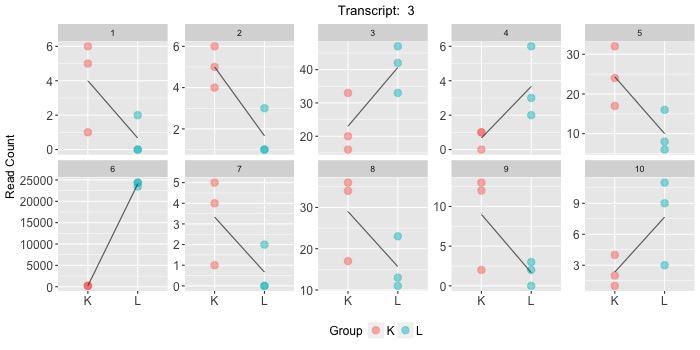 Transcript: 3
1 2 3 4 5
6 4 2 0
6 4 2
40 30 20
6 4 2 0
30 20 10
Read Count
6 7 8 9 10
25000 20000 15000 10000 5000 0
5 4 3 2 1 0
30 20 10
10 5 0
9 6 3
K L K L K L K L K L
Group K L